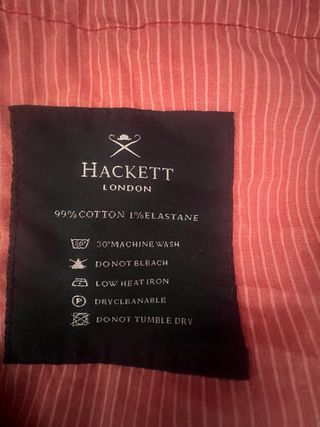 HACKETT
LONDON
99% COTTON 1% ELASTANE
30° 30° MACHINE WASH
DO NOT BLEACH
LOW HEAT IRON
P DRYCLEANABLE
DO NOT TUMBLE DRY